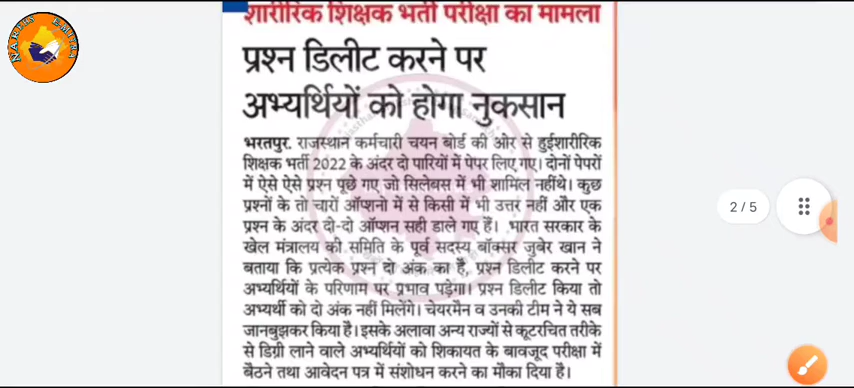 NARESH E-MITRA
शारीरिक शिक्षक भर्ती परीक्षा का मामला
प्रश्न डिलीट करने पर
अभ्यर्थियों को होगा नुकसान
भरतपुर. राजस्थान कर्मचारी चयन बोर्ड की ओर से हुईशारीरिक
शिक्षक भर्ती 2022 के अंदर दो पारियों में पेपर लिए गए। दोनों पेपरों
में ऐसे ऐसे प्रश्न पूछे गए जो सिलेबस में भी शामिल नहींथे। कुछ
प्रश्नों के तो चारों ऑप्शनो में से किसी में भी उत्तर नहीं और एक
प्रश्न के अंदर दो-दो ऑप्शन सही डाले गए हैं। भारत सरकार के
खेल मंत्रालय की समिति के पूर्व सदस्य बॉक्सर जुबेर खान ने
बताया कि प्रत्येक प्रश्न दो अंक का है, प्रश्न डिलीट करने पर
अभ्यर्थियों के परिणाम पर प्रभाव पड़ेगा। प्रश्न डिलीट किया तो
अभ्यर्थी को दो अंक नहीं मिलेंगे। चेयरमैन व उनकी टीम ने ये सब
जानबुझकर किया है। इसके अलावा अन्य राज्यों से कूटरचित तरीके
से डिग्री लाने वाले अभ्यर्थियों को शिकायत के बावजूद परीक्षा में
बैठने तथा आवेदन पत्र में संशोधन करने का मौका दिया है।
2 / 5